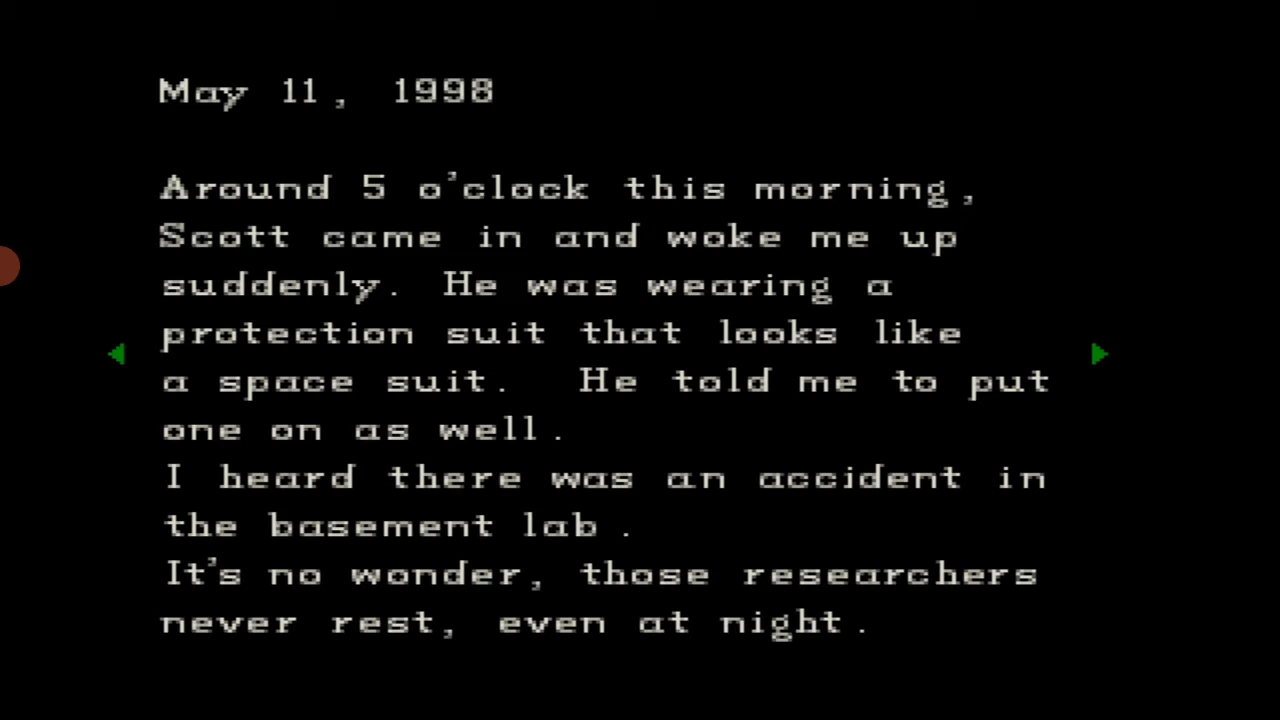 May 11, 1998
Around 5 o'clock this morning,
Scott came in and woke me up
suddenly. He was wearing a
protection suit that looks like
a space suit. He told me to put
one on as well.
I heard there was an accident in
the basement lab.
It's no wonder, those researchers
never rest, even at night.